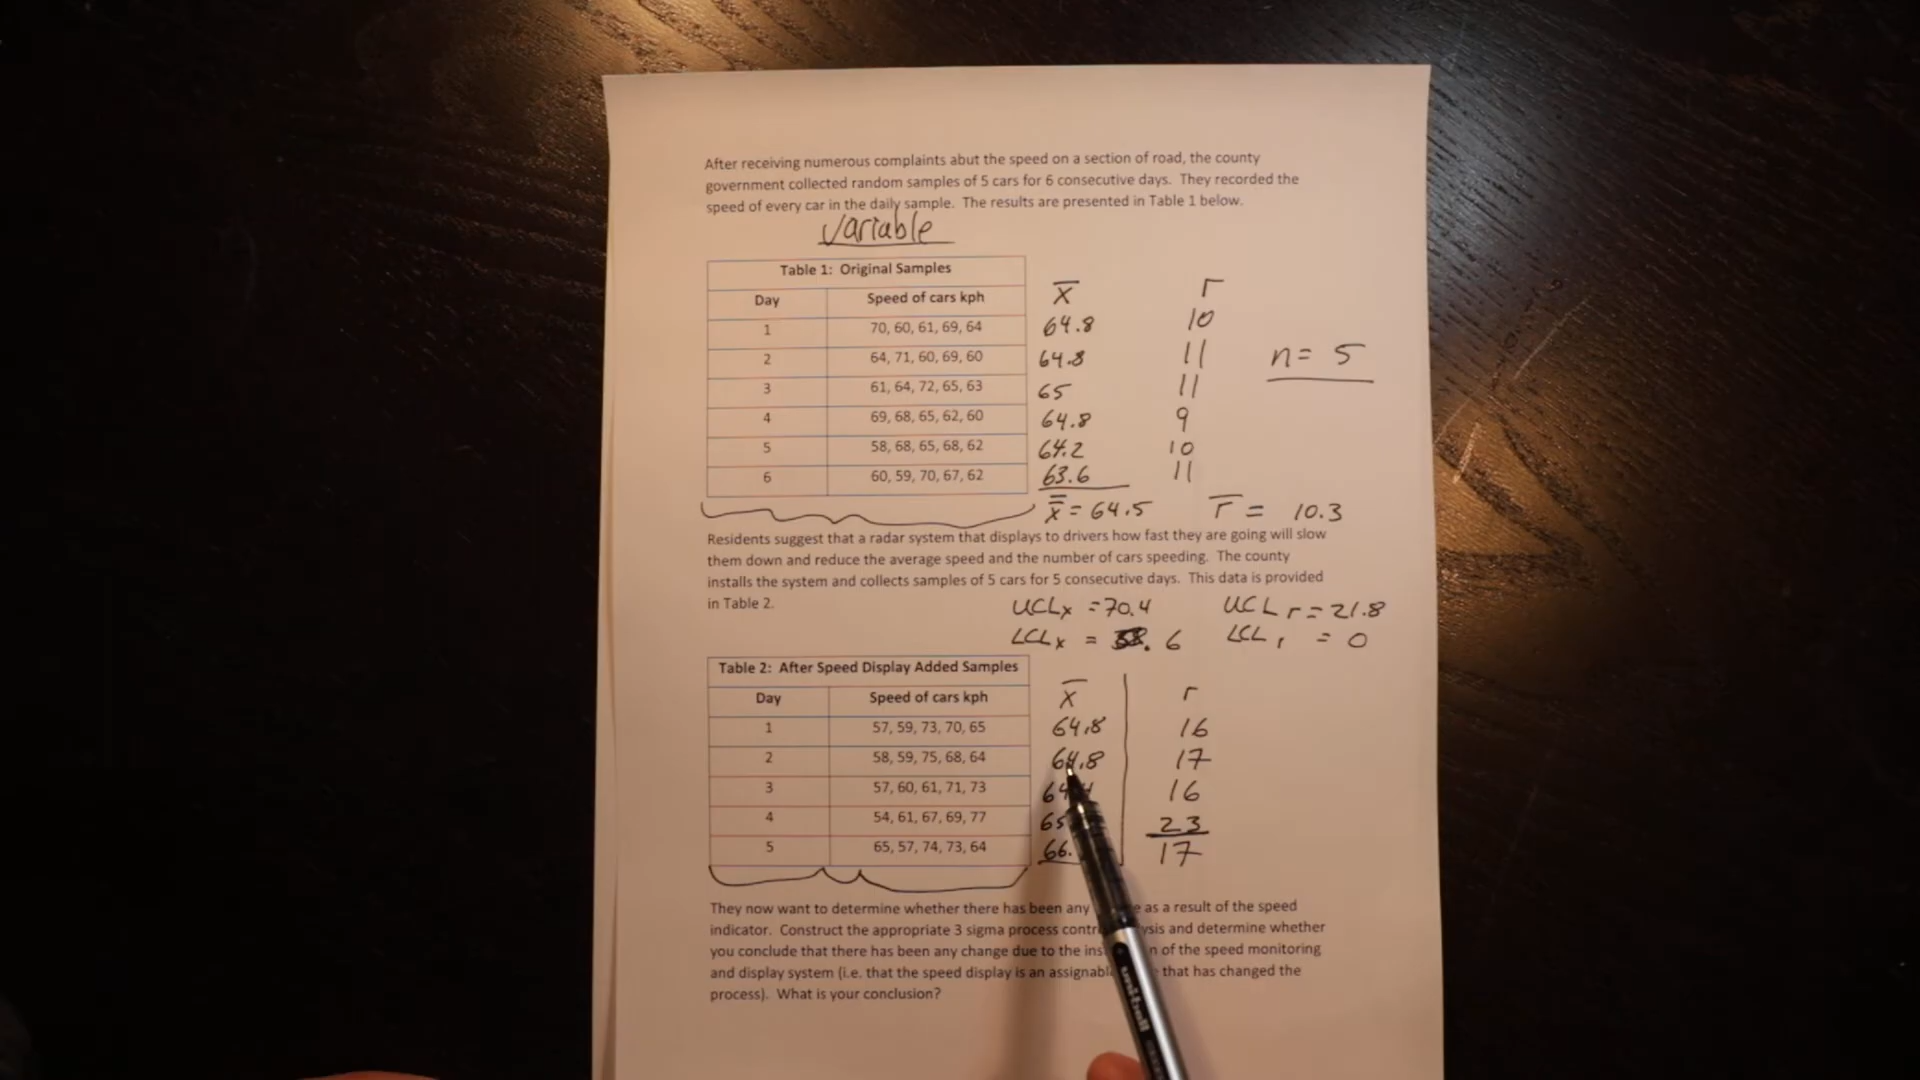 After receiving numerous complaints abut the speed on a section of road, the county
government collected random samples of 5 cars for 6 consecutive days. They recorded the
speed of every car in the daily sample. The results are presented in Table 1 below.
Variable
Table 1: Original Samples
Day Speed of cars kph x̄ r
1 70, 60, 61, 69, 64 64.8 10
2 64, 71, 60, 69, 60 64.8 11 n = 5
3 61, 64, 72, 65, 63 65 11
4 69, 68, 65, 62, 60 64.8 9
5 58, 68, 65, 68, 62 64.2 10
6 60, 59, 70, 67, 62 63.6 11
x̿ = 64.5 r̄ = 10.3
Residents suggest that a radar system that displays to drivers how fast they are going will slow
them down and reduce the average speed and the number of cars speeding. The county
installs the system and collects samples of 5 cars for 5 consecutive days. This data is provided
in Table 2.
UCLx = 70.4 UCLr = 21.8
LCLx = . 6 LCLr = 0
Table 2: After Speed Display Added Samples
Day Speed of cars kph x̄ r
1 57, 59, 73, 70, 65 64.8 16
2 58, 59, 75, 68, 64 64.8 17
3 57, 60, 61, 71, 73 16
4 54, 61, 67, 69, 77 65 23
5 65, 57, 74, 73, 64 66. 17
They now want to determine whether there has been any as a result of the speed
indicator. Construct the appropriate 3 sigma process and determine whether
you conclude that there has been any change due to the of the speed monitoring
and display system (i.e. that the speed display is an that has changed the
process). What is your conclusion?
uni-ball